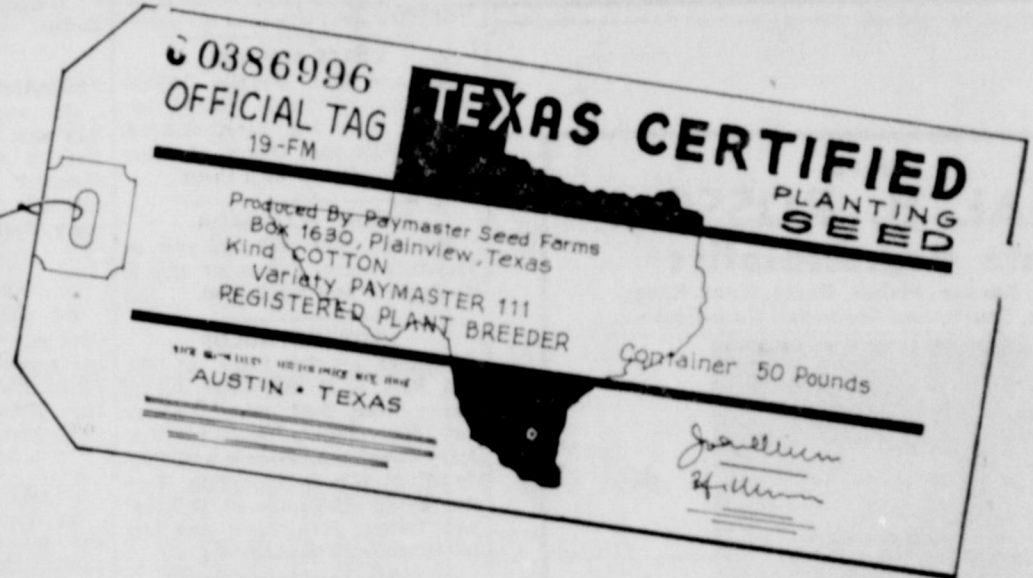 0386996
OFFICIAL TAG
19-FM
TEXAS CERTIFIED
PLANTING
SEED
Produced By Paymaster Seed Farms
Box 1630, Plainview, Texas
Kind COTTON
Variety PAYMASTER 111
REGISTERED PLANT BREEDER
Container 50 Pounds
AUSTIN • TEXAS